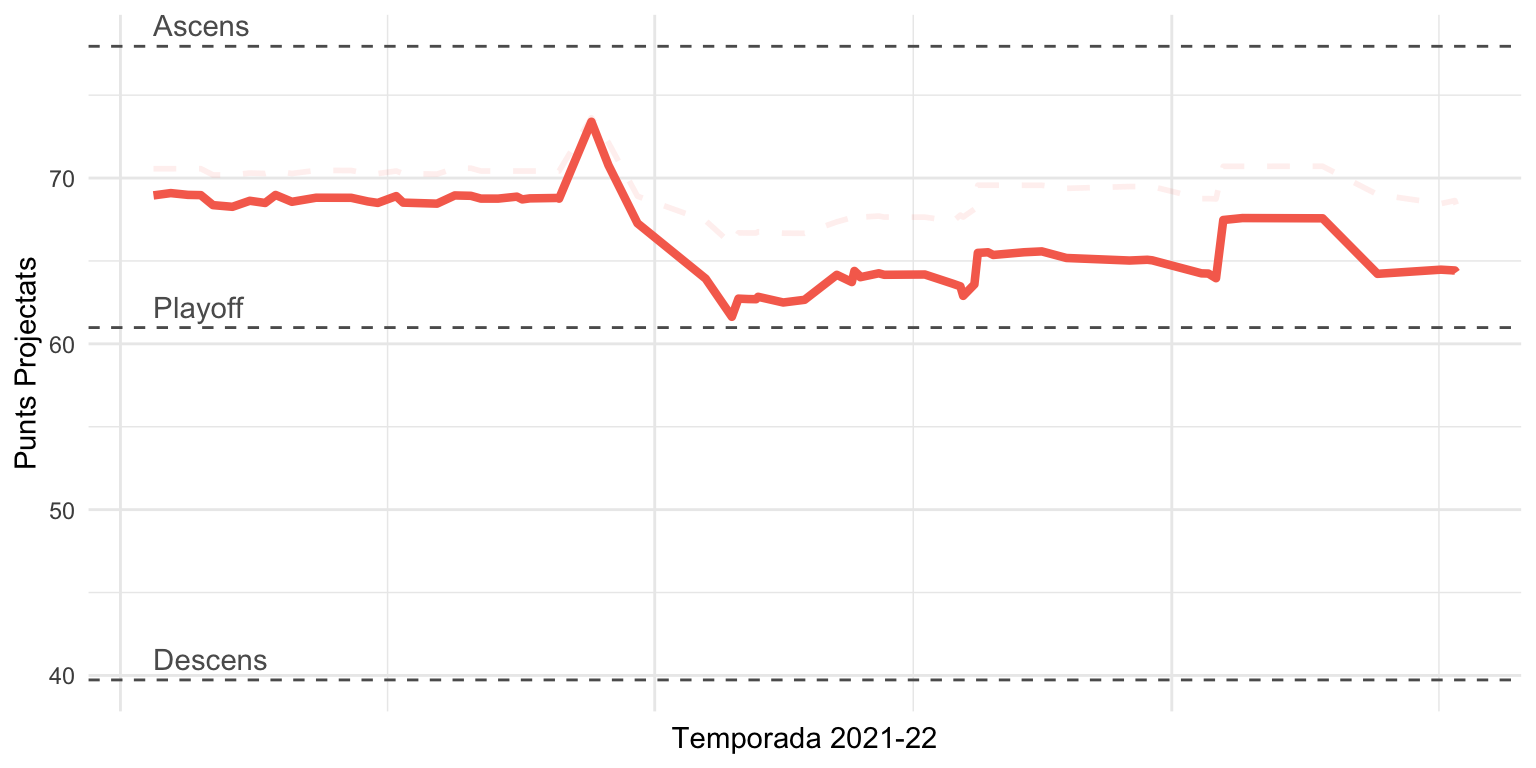 Ascens
70
Playoff
60
50
Descens
40
Punts Projectats
Temporada 2021-22